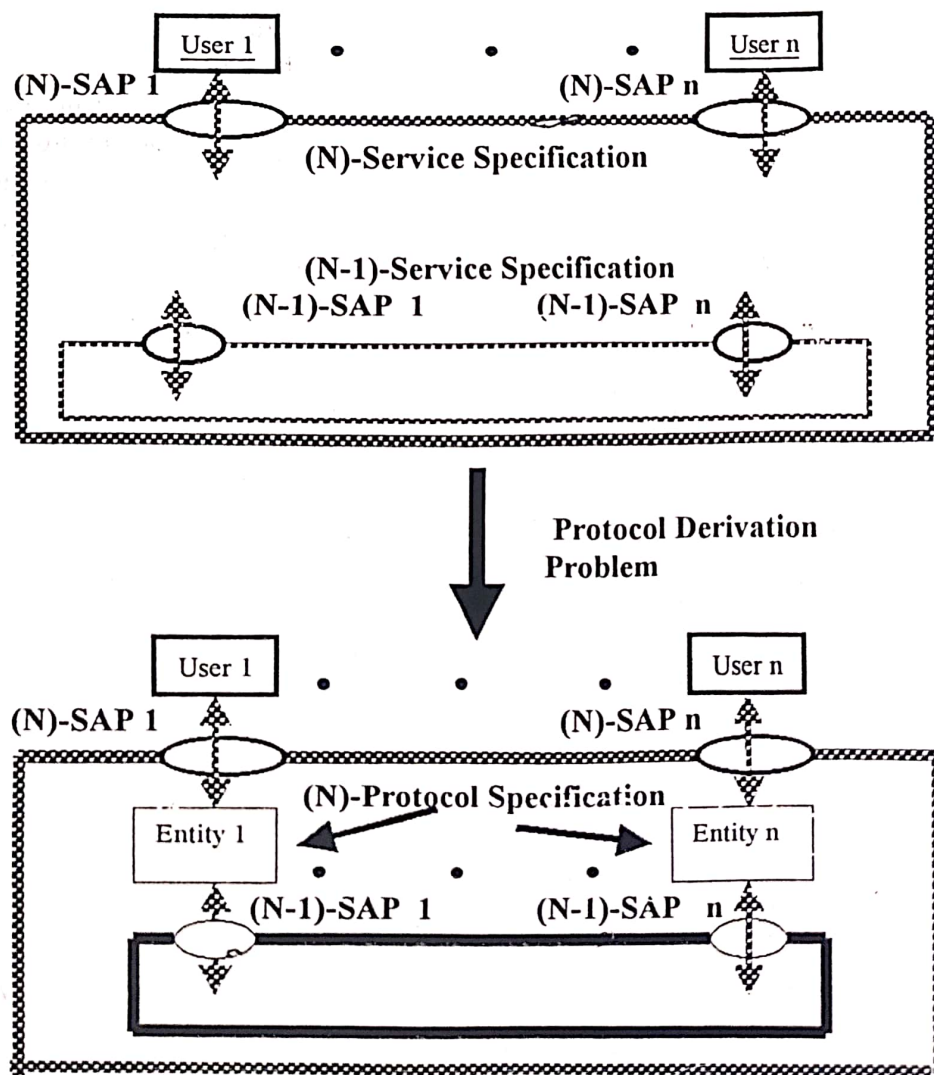 User 1
User n
(N)-SAP 1
(N)-SAP n
(N)-Service Specification
(N-1)-Service Specification
(N-1)-SAP 1
(N-1)-SAP n
Protocol Derivation
Problem
User 1
User n
(N)-SAP 1
(N)-SAP n
(N)-Protocol Specification
Entity 1
Entity n
(N-1)-SAP 1
(N-1)-SAP n